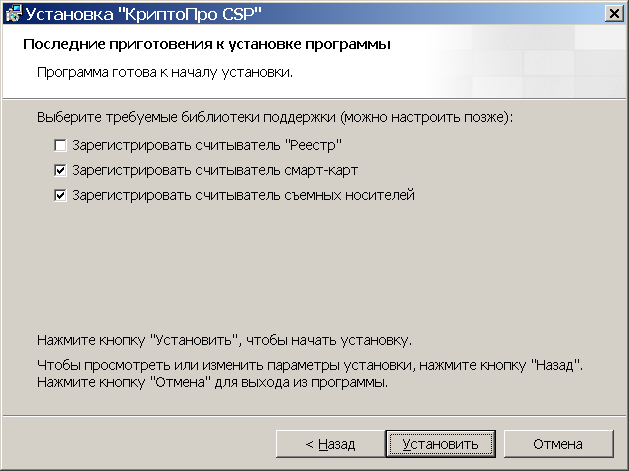 Установка "КриптоПро CSP"
Последние приготовения к установке программы
Программа готова к началу установки.
Выберите требуемые библиотеки поддержки (можно настроить позже):
Зарегистрировать считыватель "Реестр"
Зарегистрировать считыватель смарт-карт
Зарегистрировать считыватель съемных носителей
Нажмите кнопку "Установить", чтобы начать установку.
Чтобы просмотреть или изменить параметры установки, нажмите кнопку "Назад".
Нажмите кнопку "Отмена" для выхода из программы.
< Назад Установить Отмена